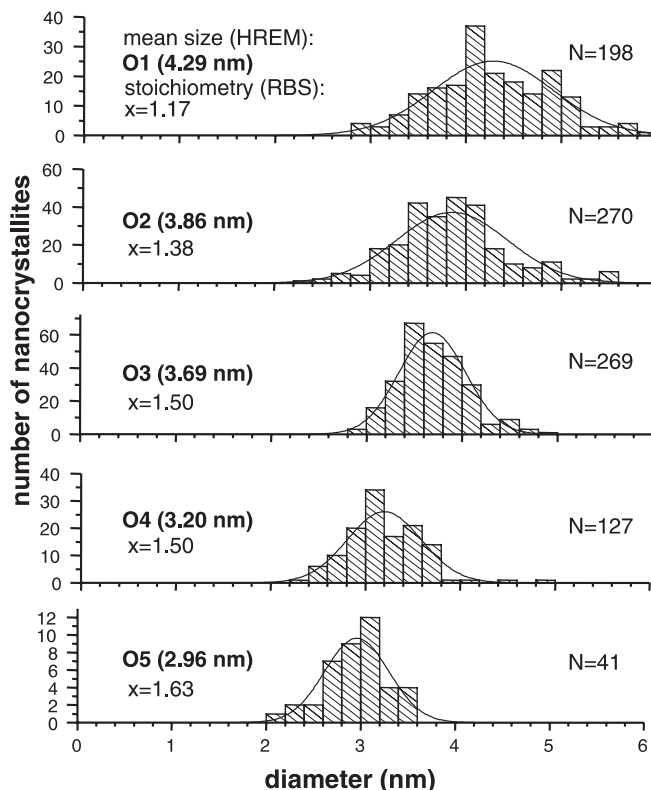 number of nanocrystallites
40
30
20
10
0
mean size (HREM):
O1 (4.29 nm)
stoichiometry (RBS):
x=1.17
N=198
60
40
20
0
O2 (3.86 nm)
x=1.38
N=270
60
40
20
0
O3 (3.69 nm)
x=1.50
N=269
40
30
20
10
0
O4 (3.20 nm)
x=1.50
N=127
12
10
8
6
4
2
0
O5 (2.96 nm)
x=1.63
N=41
0 1 2 3 4 5 6
diameter (nm)